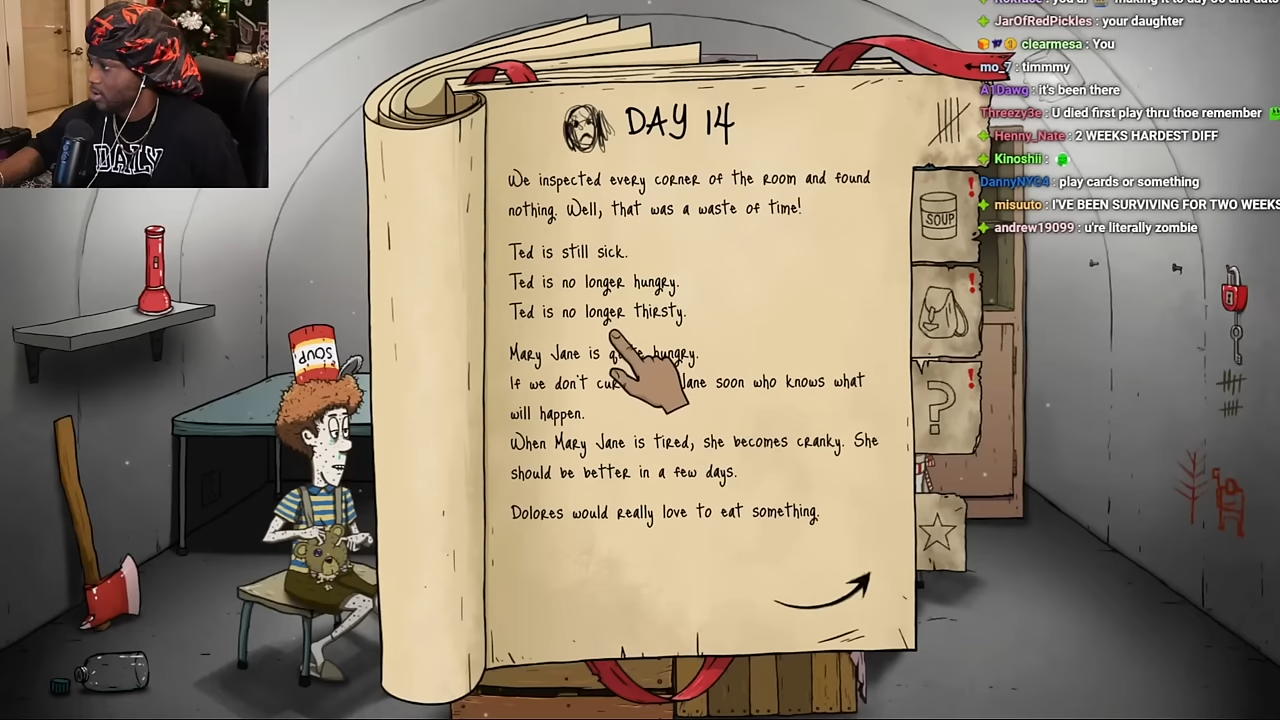 JarOfRedPickles : your daughter
clearmesa : You
mo_7 : timmmy
A1Dawg : it's been there
Threezy3e : U died first play thru thoe remember
Henny_Nate : 2 WEEKS HARDEST DIFF
Kinoshii :
DannyNYC4 : play cards or something
misuuto : I'VE BEEN SURVIVING FOR TWO WEEKS
andrew19099 : u're literally zombie
DAILY
DAY 14
We inspected every corner of the room and found
nothing. Well, that was a waste of time!
Ted is still sick.
Ted is no longer hungry.
Ted is no longer thirsty.
Mary Jane is hungry.
If we don't Jane soon who knows what
will happen.
When Mary Jane is tired, she becomes cranky. She
should be better in a few days.
Dolores would really love to eat something.
SOUP
!
!
?
!
SOUP